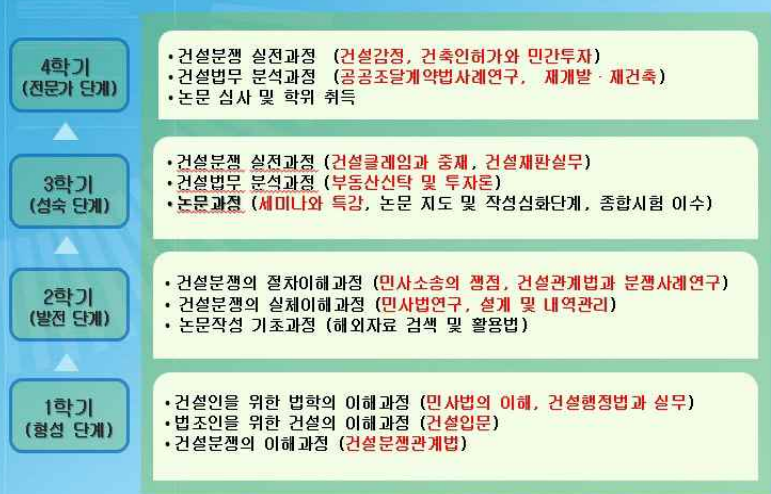 4학기
(전문가 단계)
•건설분쟁 실전과정 (건설감정, 건축인허가와 민간투자)
•건설법무 분석과정 (공공조달계약법사례연구, 재개발·재건축)
•논문 심사 및 학위 취득
3학기
(성숙 단계)
•건설분쟁 실전과정 (건설클레임과 중재, 건설재판실무)
•건설법무 분석과정 (부동산신탁 및 투자론)
•논문과정 (세미나와 특강, 논문 지도 및 작성심화단계, 종합시험 이수)
2학기
(발전 단계)
•건설분쟁의 절차이해과정 (민사소송의 쟁점, 건설관계법과 분쟁사례연구)
•건설분쟁의 실체이해과정 (민사법연구, 설계 및 내역관리)
•논문작성 기초과정 (해외자료 검색 및 활용법)
1학기
(형성 단계)
•건설인을 위한 법학의 이해과정 (민사법의 이해, 건설행정법과 실무)
•법조인을 위한 건설의 이해과정 (건설입문)
•건설분쟁의 이해과정 (건설분쟁관계법)